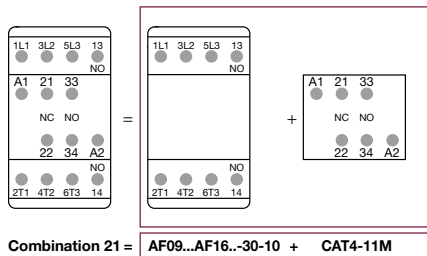 1L1 3L2 5L3 13
NO
A1 21 33
NC NO
22 34 A2
NO
2T1 4T2 6T3 14
=
1L1 3L2 5L3 13
NO
NO
2T1 4T2 6T3 14
+
A1 21 33
NC NO
22 34 A2
Combination 21 = AF09...AF16..-30-10 + CAT4-11M